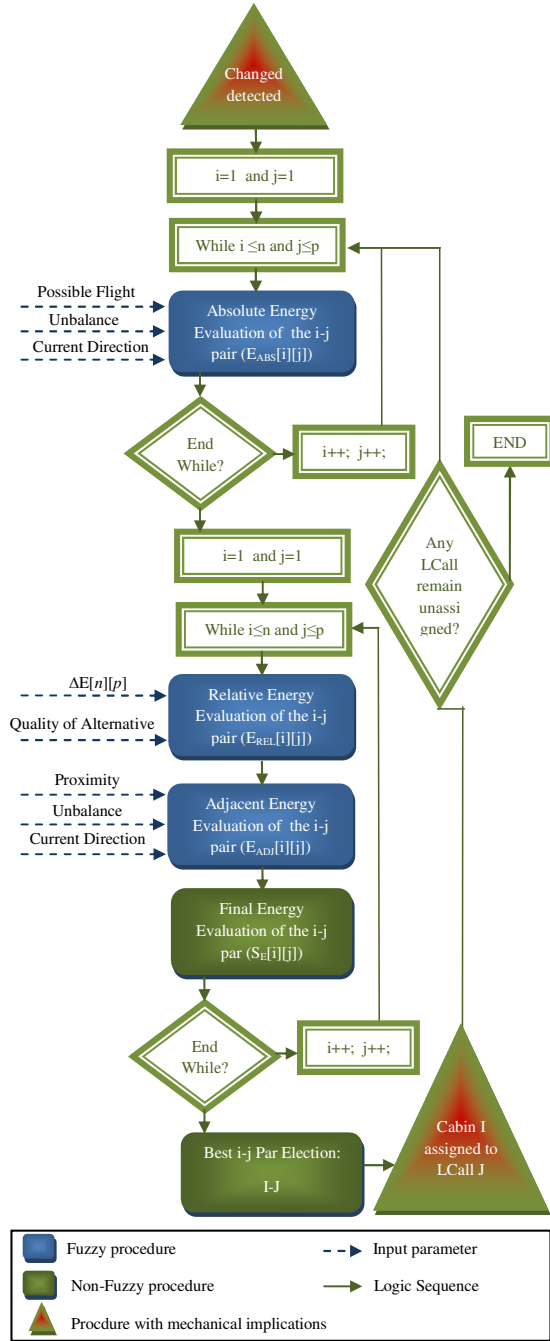 Changed
detected
i=1 and j=1
While i ≤n and j≤p
Possible Flight
Unbalance
Current Direction
Absolute Energy
Evaluation of the i-j
pair (E_ABS[i][j])
End
While?
i++; j++;
END
Any
LCall
remain
unassi
gned?
i=1 and j=1
While i≤n and j≤p
ΔE[n][p]
Quality of Alternative
Relative Energy
Evaluation of the i-j
pair (E_REL[i][j])
Proximity
Unbalance
Current Direction
Adjacent Energy
Evaluation of the i-j
pair (E_ADJ[i][j])
Final Energy
Evaluation of the i-j
par (S_E[i][j])
End
While?
i++; j++;
Best i-j Par Election:
I-J
Cabin I
assigned to
LCall J
Fuzzy procedure
Input parameter
Non-Fuzzy procedure
Logic Sequence
Procdure with mechanical implications